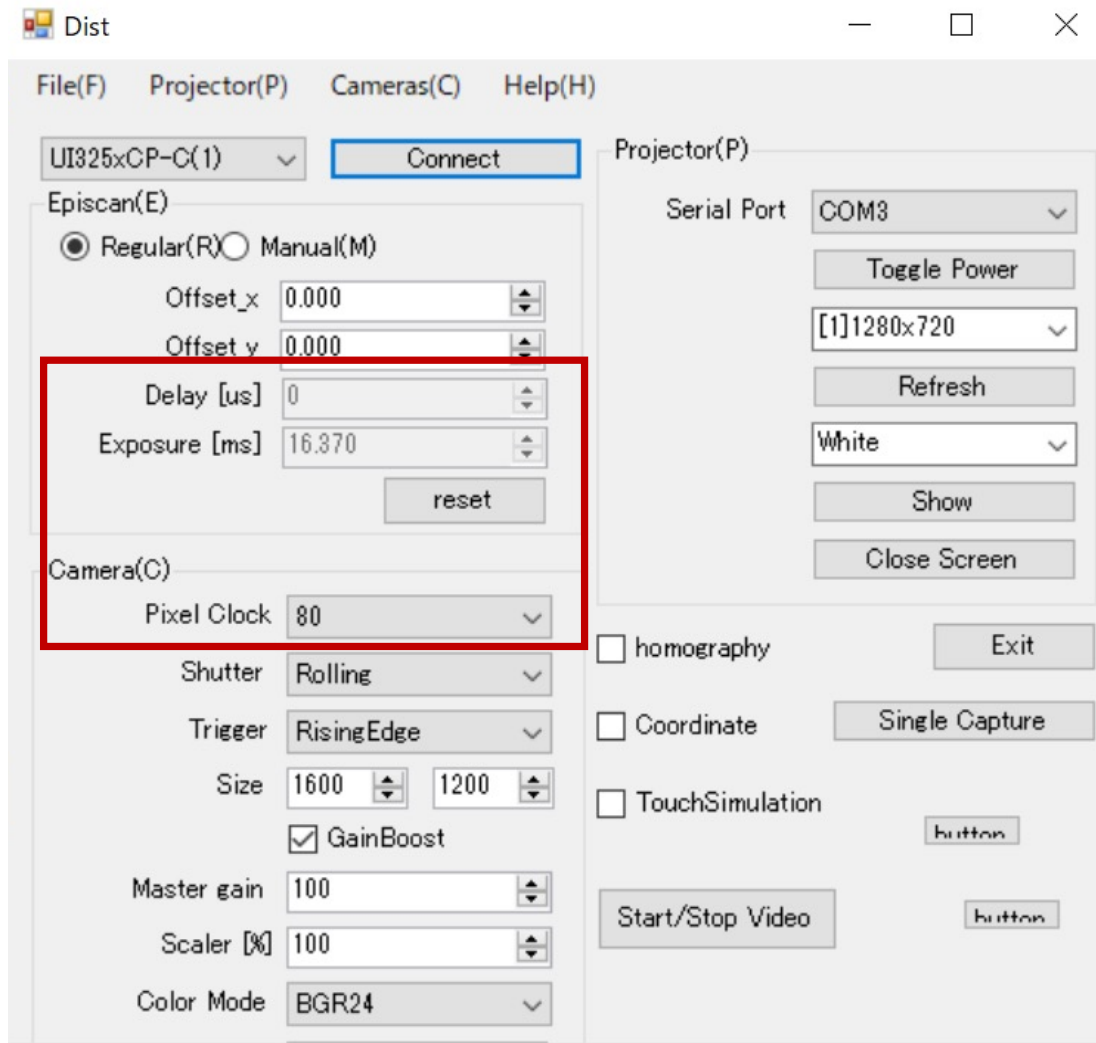 Dist
File(F) Projector(P) Cameras(C) Help(H)
UI325xCP-C(1) Connect
Episcan(E)
Regular(R) Manual(M)
Offset_x 0.000
Offset_y 0.000
Delay [us] 0
Exposure [ms] 16.370
reset
Camera(C)
Pixel Clock 80
Shutter Rolling
Trigger RisingEdge
Size 1600 1200
GainBoost
Master gain 100
Scaler [%] 100
Color Mode BGR24
Projector(P)
Serial Port COM3
Toggle Power
[1]1280x720
Refresh
White
Show
Close Screen
homography Exit
Coordinate Single Capture
TouchSimulation
button
Start/Stop Video button